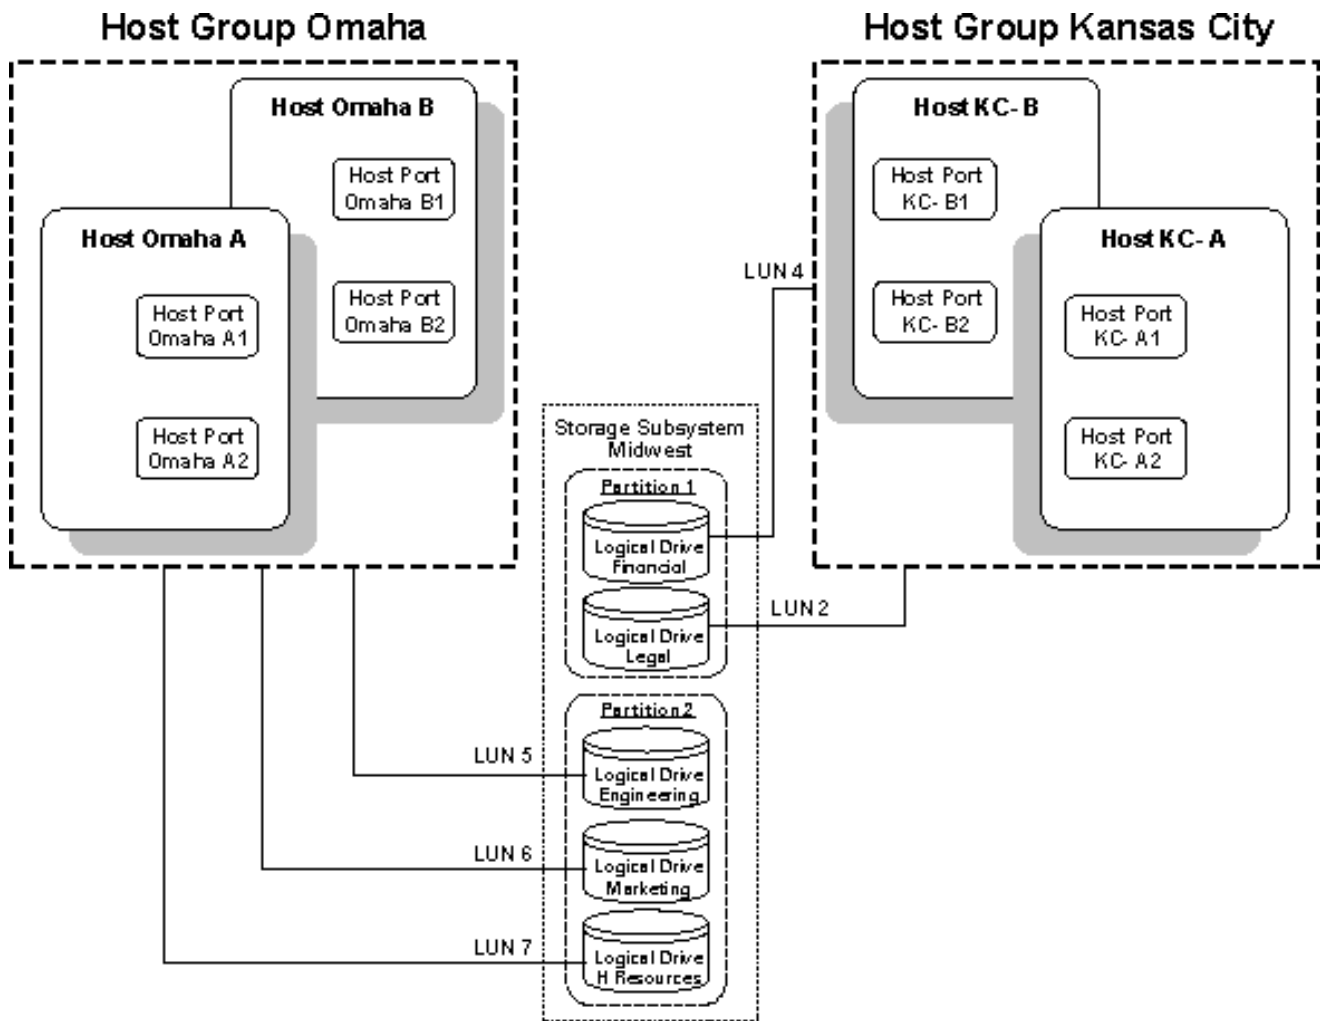 Host Group Omaha
Host Group Kansas City
Host Omaha B
Host Port
Omaha B1
Host Port
Omaha B2
Host Omaha A
Host Port
Omaha A1
Host Port
Omaha A2
Host KC- B
Host Port
KC- B1
Host Port
KC- B2
Host KC- A
Host Port
KC- A1
Host Port
KC- A2
LUN 4
Storage Subsystem
Midwest
Partition 1
Logical Drive
Financial
LUN 2
Logical Drive
Legal
Partition 2
LUN 5
Logical Drive
Engineering
LUN 6
Logical Drive
Marketing
LUN 7
Logical Drive
H Resources